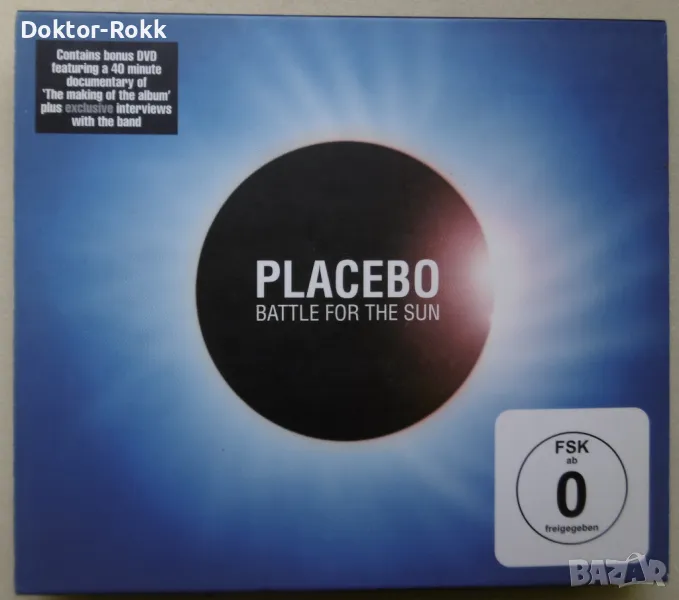 Doktor-Rokk
Contains bonus DVD
featuring a 40 minute
documentary of
'The making of the album'
plus exclusive interviews
with the band
PLACEBO
BATTLE FOR THE SUN
FSK
ab
0
freigegeben
BAZAR